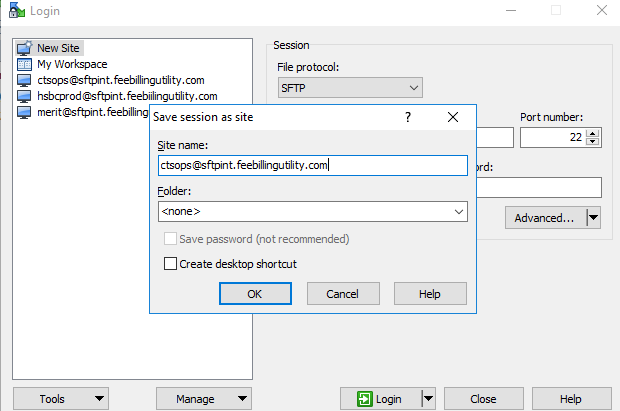 Login
New Site
My Workspace
ctsops@sftpint.feebillingutility.com
hsbcprod@sftpint.feebillingutility.com
merit@sftpint.feebilling
Session
File protocol:
SFTP
Port number:
22
Advanced...
Save session as site
?
Site name:
ctsops@sftpint.feebillingutility.com
Folder:
<none>
Save password (not recommended)
Create desktop shortcut
OK Cancel Help
Tools Manage Login Close Help